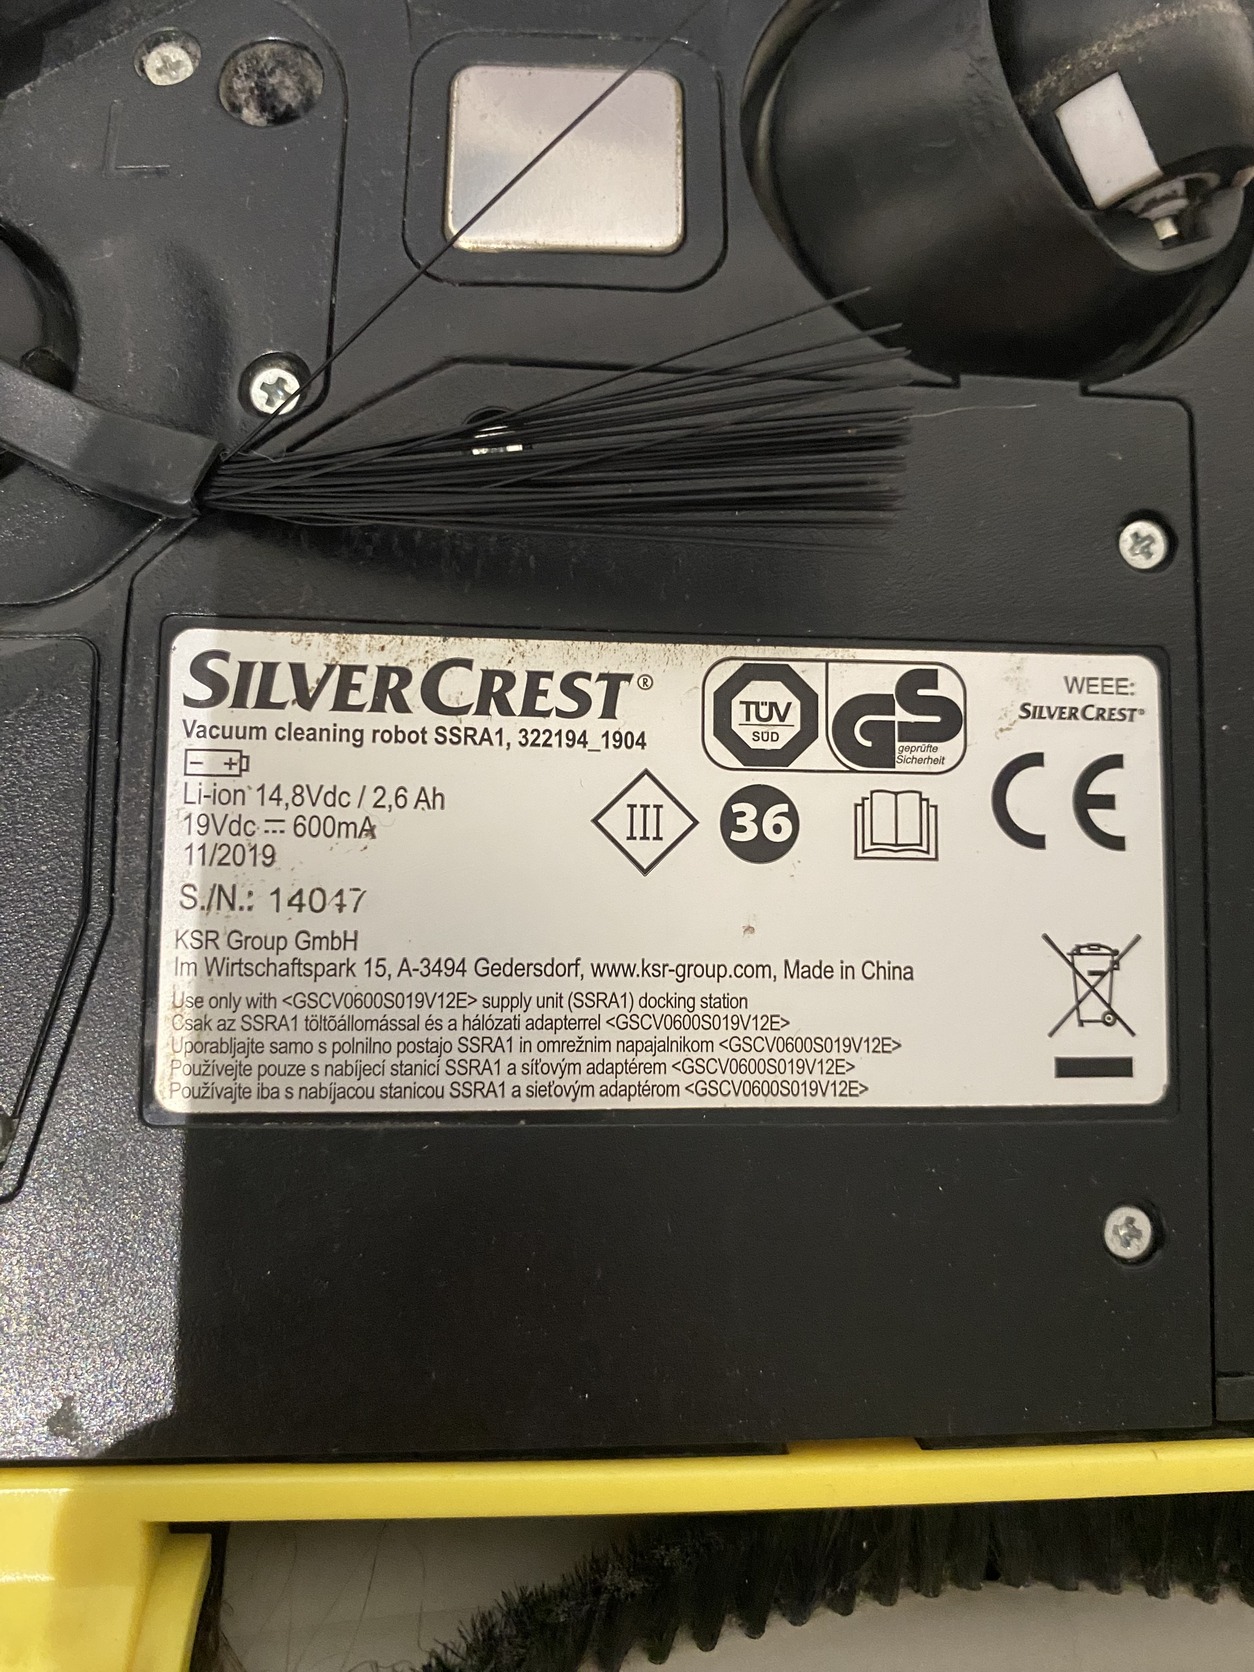 L
SILVERCREST®
Vacuum cleaning robot SSRA1, 322194_1904
- +
Li-ion 14,8Vdc / 2,6 Ah
19Vdc ⎓ 600mA
11/2019
S./N.: 14047
TÜV
SÜD
GS
geprüfte
Sicherheit
III
36
WEEE:
SILVERCREST®
CE
KSR Group GmbH
Im Wirtschaftspark 15, A-3494 Gedersdorf, www.ksr-group.com, Made in China
Use only with <GSCV0600S019V12E> supply unit (SSRA1) docking station
Csak az SSRA1 töltőállomással és a hálózati adapterrel <GSCV0600S019V12E>
Uporabljajte samo s polnilno postajo SSRA1 in omrežnim napajalnikom <GSCV0600S019V12E>
Používejte pouze s nabíjecí stanicí SSRA1 a síťovým adaptérem <GSCV0600S019V12E>
Používajte iba s nabíjacou stanicou SSRA1 a sieťovým adaptérom <GSCV0600S019V12E>